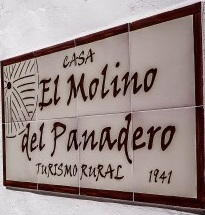 CASA
El Molino
del Panadero
TURISMO RURAL 1941